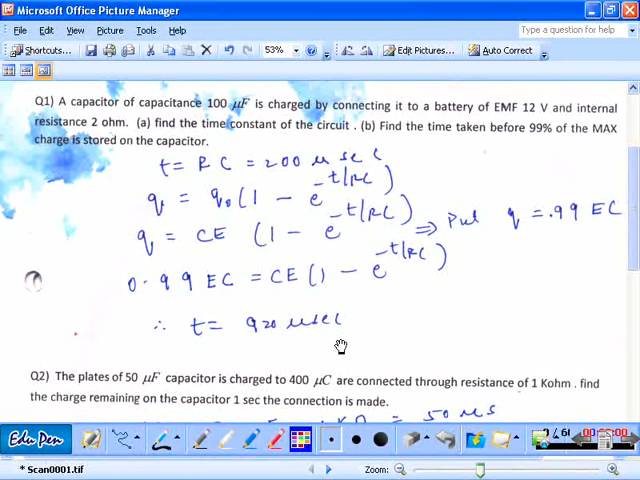 Microsoft Office Picture Manager
File Edit View Picture Tools Help
Type a question for help
Shortcuts... 53% Edit Pictures... Auto Correct
Q1) A capacitor of capacitance 100 μF is charged by connecting it to a battery of EMF 12 V and internal
resistance 2 ohm. (a) find the time constant of the circuit . (b) Find the time taken before 99% of the MAX
charge is stored on the capacitor.
t = RC = 200 μ sec
q = q₀ (1 - e^-t/RC)
q = CE (1 - e^-t/RC) ⇒ Put q = .99 EC
0.99 EC = CE (1 - e^-t/RC)
∴ t = 920 μsec
Q2) The plates of 50 μF capacitor is charged to 400 μC are connected through resistance of 1 Kohm . find
the charge remaining on the capacitor 1 sec the connection is made.
= 50 ms
Edu Pen
* Scan0001.tif
Zoom: